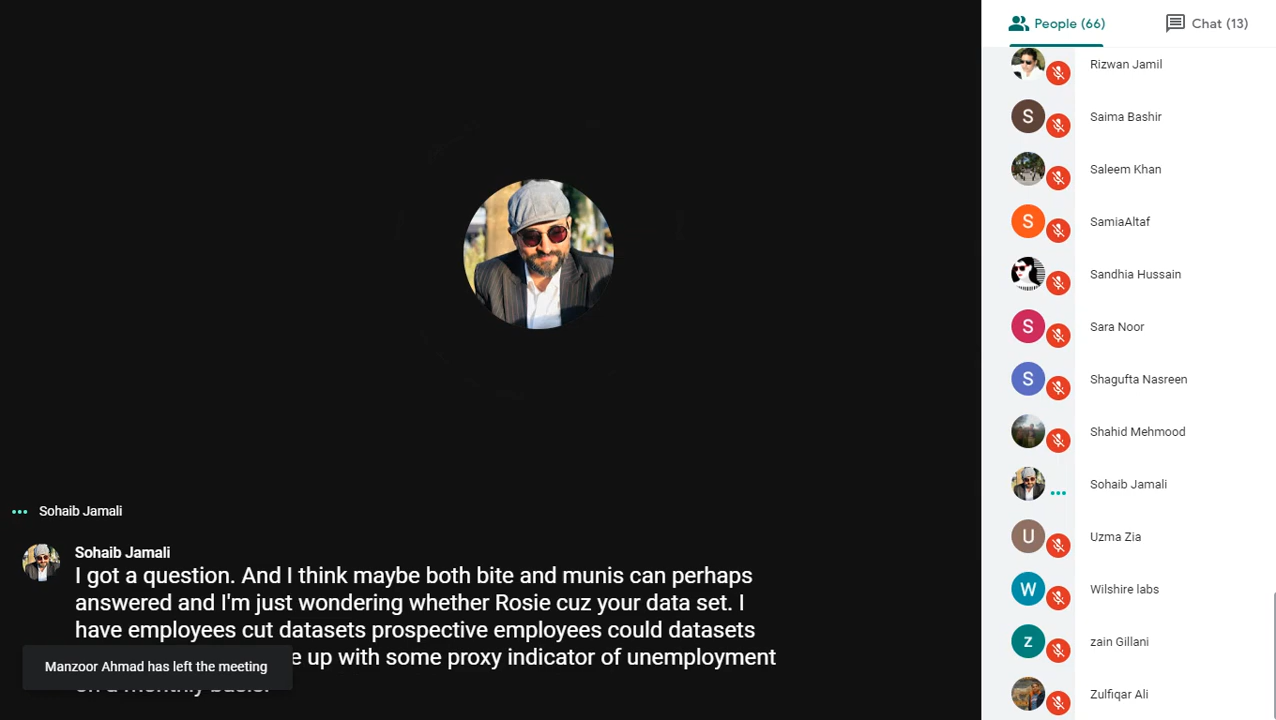 People (66)
Chat (13)
Rizwan Jamil
S
Saima Bashir
Saleem Khan
S
SamiaAltaf
Sandhia Hussain
S
Sara Noor
S
Shagufta Nasreen
Shahid Mehmood
Sohaib Jamali
U
Uzma Zia
W
Wilshire labs
z
zain Gillani
Zulfiqar Ali
Sohaib Jamali
Sohaib Jamali
I got a question. And I think maybe both bite and munis can perhaps
answered and I'm just wondering whether Rosie cuz your data set. I
have employees cut datasets prospective employees could datasets
up with some proxy indicator of unemployment
Manzoor Ahmad has left the meeting